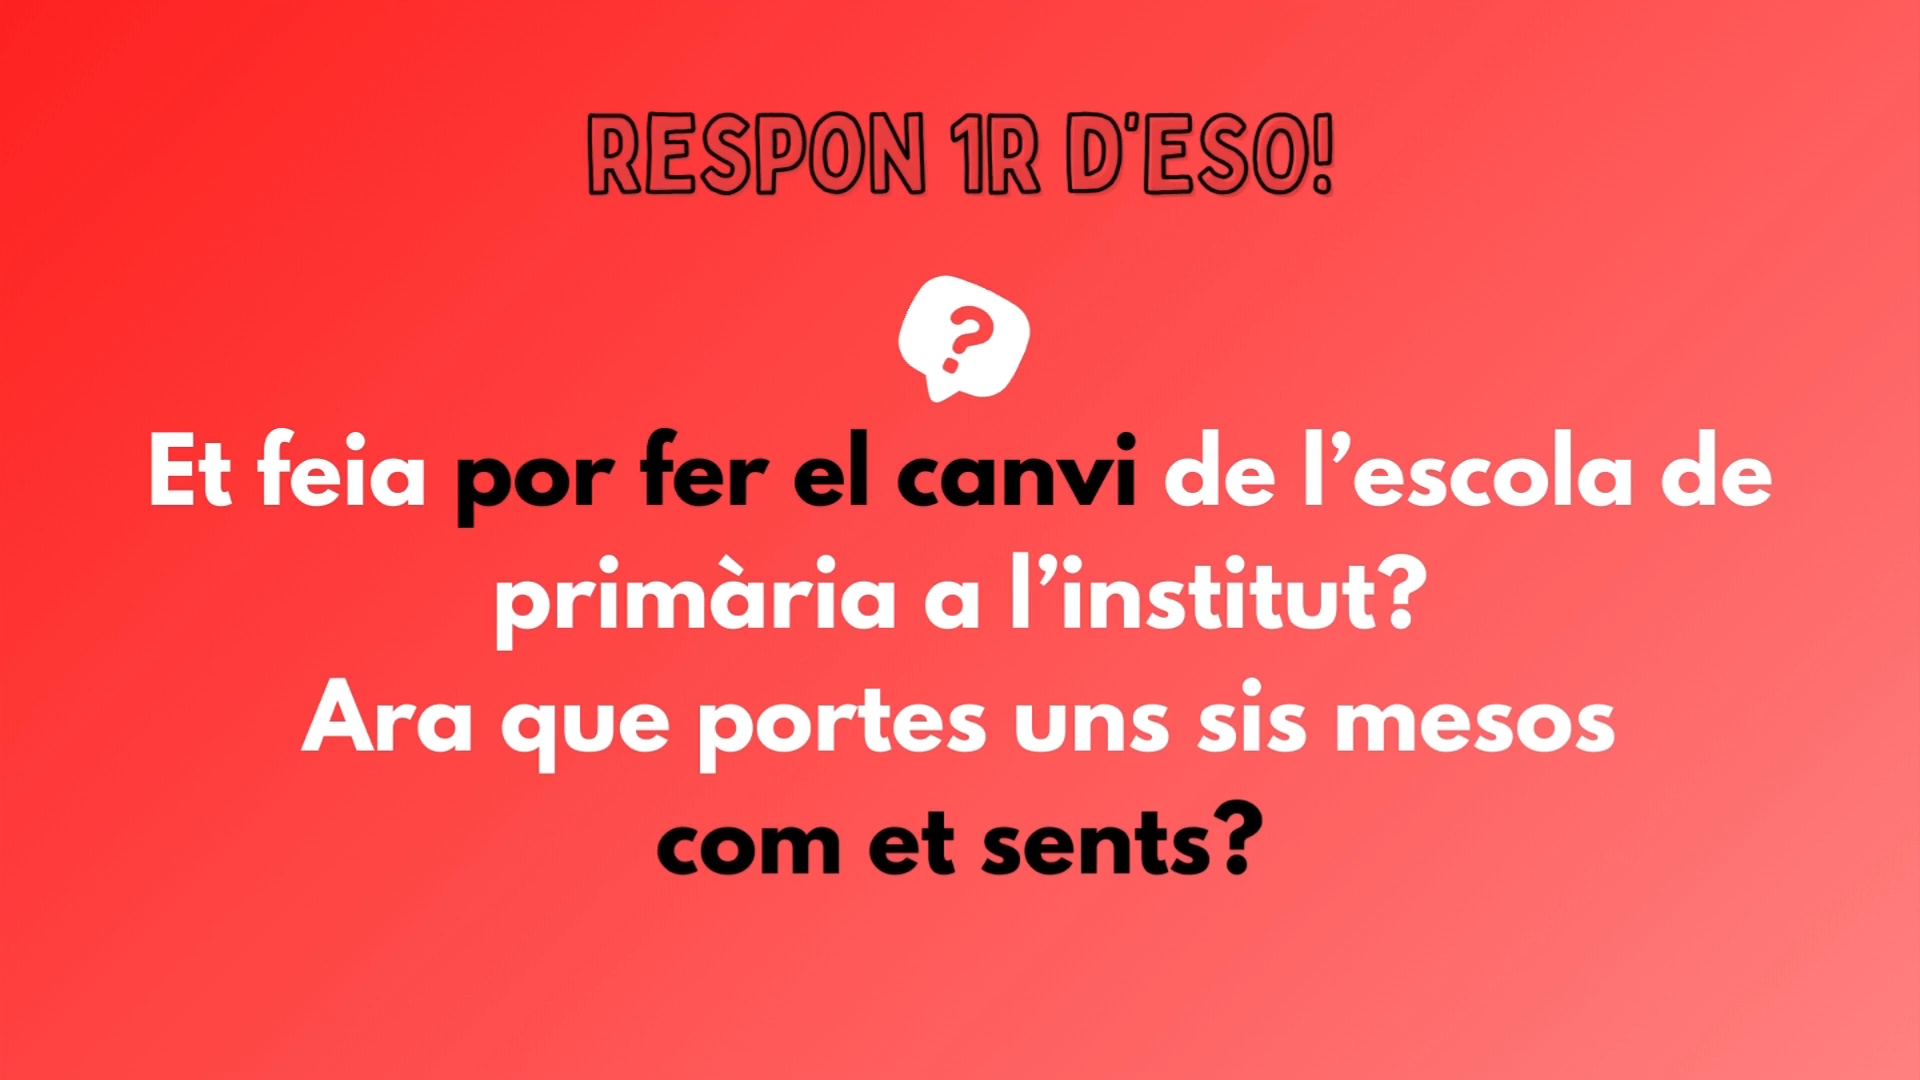 RESPON 1R D'ESO!
?
Et feia por fer el canvi de l’escola de
primària a l’institut?
Ara que portes uns sis mesos
com et sents?